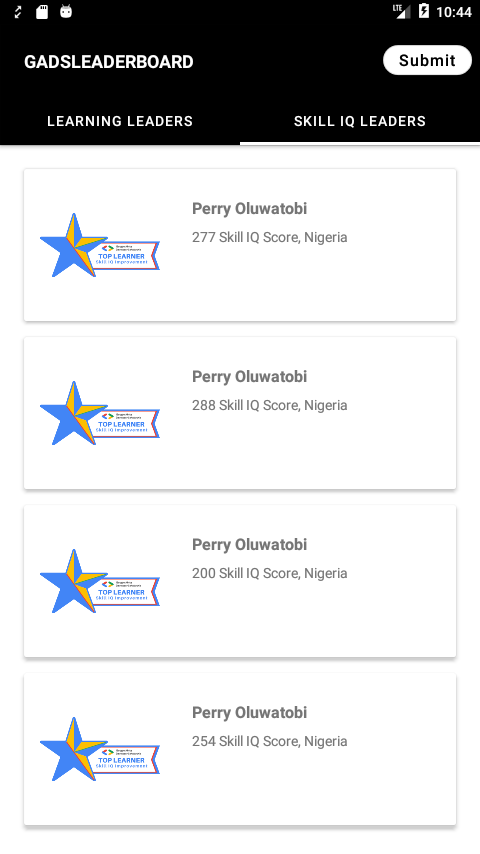 LTE 10:44
GADSLEADERBOARD
Submit
LEARNING LEADERS
SKILL IQ LEADERS
Perry Oluwatobi
277 Skill IQ Score, Nigeria
TOP LEARNER
Skill IQ Improvement
Perry Oluwatobi
288 Skill IQ Score, Nigeria
TOP LEARNER
Skill IQ Improvement
Perry Oluwatobi
200 Skill IQ Score, Nigeria
TOP LEARNER
Skill IQ Improvement
Perry Oluwatobi
254 Skill IQ Score, Nigeria
TOP LEARNER
Skill IQ Improvement